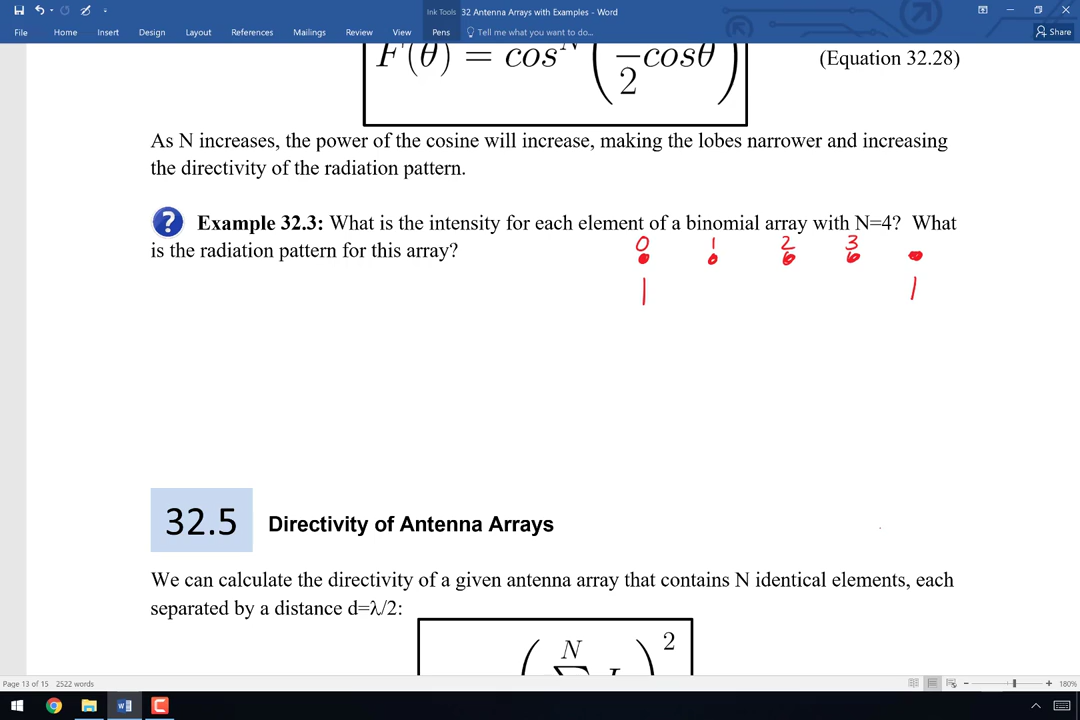 Ink Tools 32 Antenna Arrays with Examples - Word
File Home Insert Design Layout References Mailings Review View Pens Tell me what you want to do... Share
F(θ) = cos^N ( /2 cosθ ) (Equation 32.28)
As N increases, the power of the cosine will increase, making the lobes narrower and increasing
the directivity of the radiation pattern.
? Example 32.3: What is the intensity for each element of a binomial array with N=4? What
is the radiation pattern for this array?
0 1 2 3
1 1
32.5 Directivity of Antenna Arrays
We can calculate the directivity of a given antenna array that contains N identical elements, each
separated by a distance d=λ/2:
( N )²
Page 13 of 15 2522 words 180%